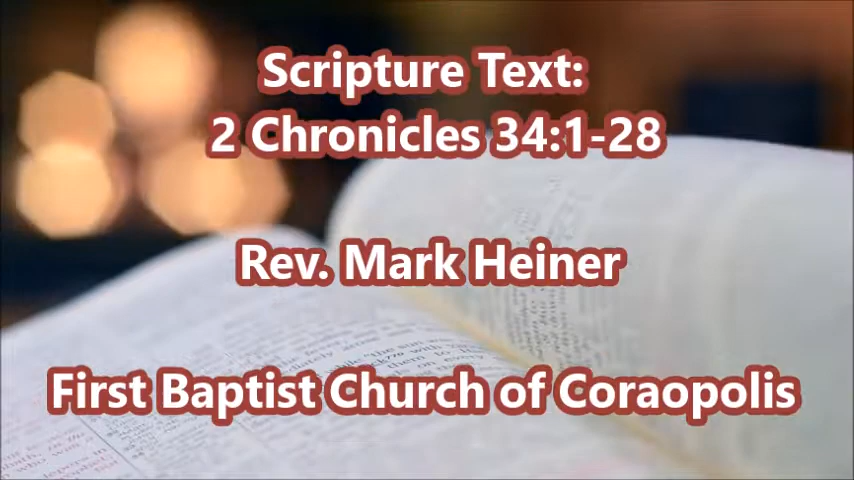 Scripture Text:
2 Chronicles 34:1-28
Rev. Mark Heiner
First Baptist Church of Coraopolis